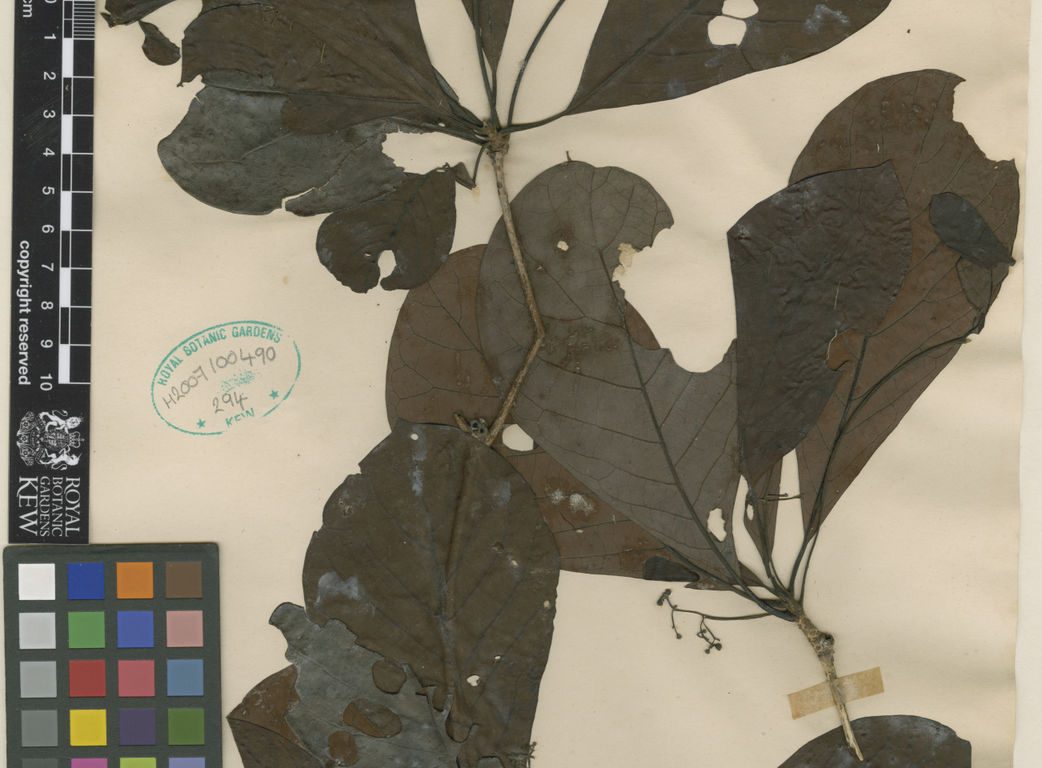 cm
0
1
2
3
4
5
6
7
8
9
10
copyright reserved
ROYAL
BOTANIC
GARDENS
KEW
ROYAL BOTANIC GARDENS
H2007100490
294
KEW